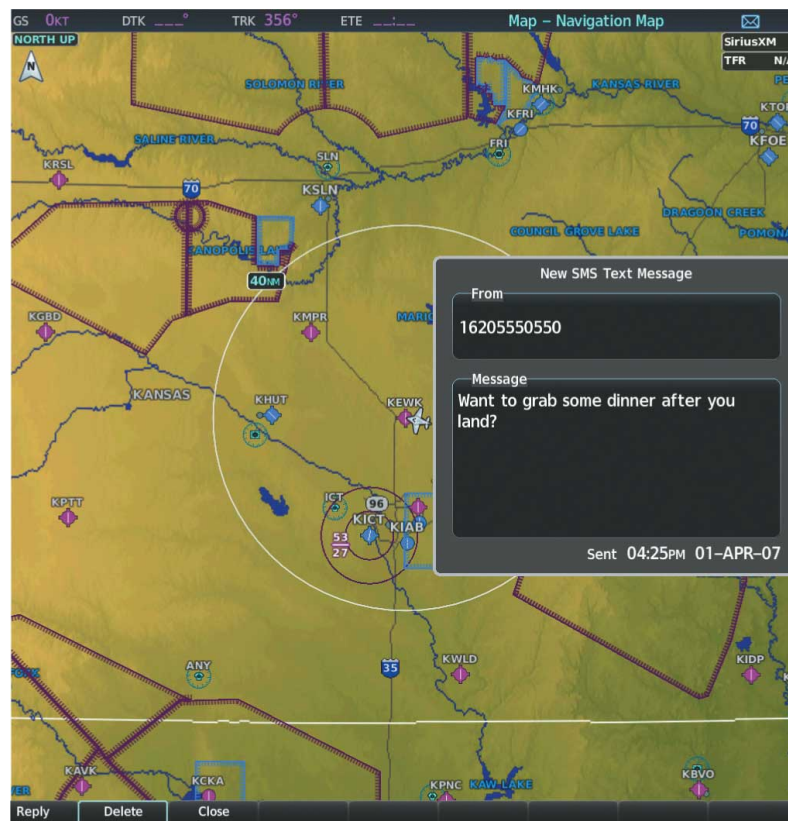 GS 0KT DTK ___° TRK 356° ETE __:__ Map – Navigation Map
NORTH UP
N
SiriusXM
TFR N/
SOLOMON RIVER
KANSAS RIVER
KMHK
KFRI
FRI
KTO
70
KFOE
SALINE RIVER
SLN
KRSL
70
KSLN
DRAGOON CREEK
COUNCIL GROVE LAKE
POMONA
40NM
KGBD
KMPR
KANSAS
KHUT
KEWK
New SMS Text Message
From
16205550550
Message
Want to grab some dinner after you
land?
Sent 04:25PM 01–APR–07
KPTT
ICT
96
KICT
KIAB
53
27
ANY
35
KWLD
KIDP
KAVK
KCKA
KPNC
KAW LAKE
KBVO
Reply Delete Close